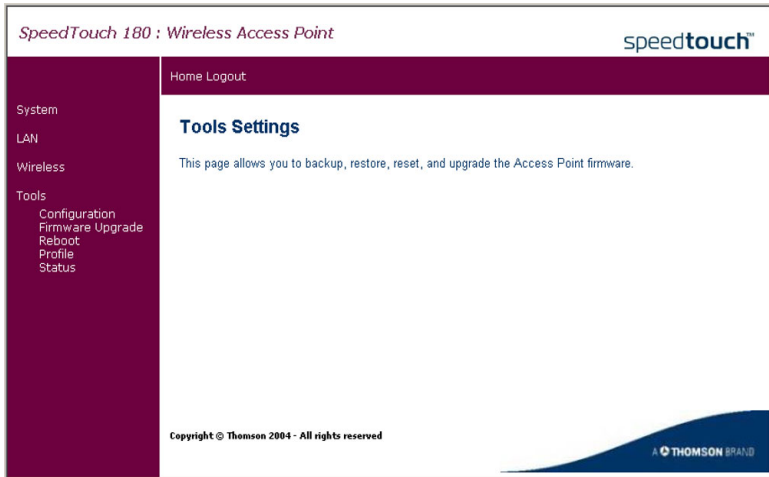 SpeedTouch 180 : Wireless Access Point
speedtouch™
Home Logout
System
LAN
Wireless
Tools
Configuration
Firmware Upgrade
Reboot
Profile
Status
Tools Settings
This page allows you to backup, restore, reset, and upgrade the Access Point firmware.
Copyright © Thomson 2004 - All rights reserved
A THOMSON BRAND